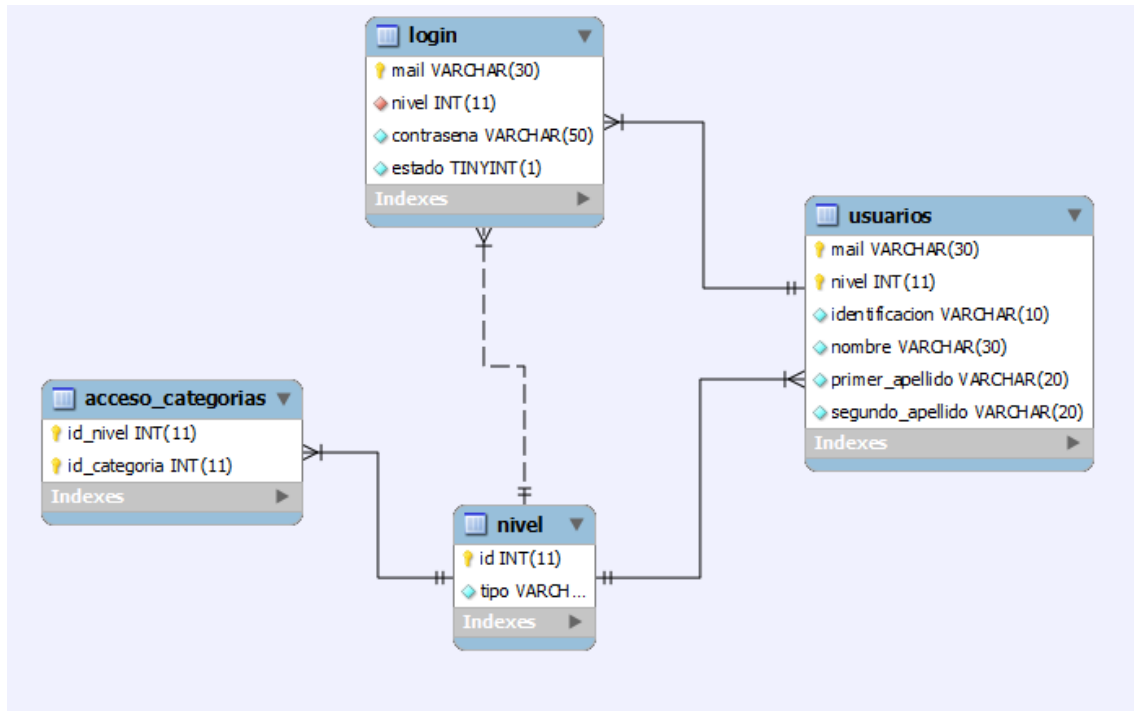 login
mail VARCHAR(30)
nivel INT(11)
contrasena VARCHAR(50)
estado TINYINT(1)
Indexes
usuarios
mail VARCHAR(30)
nivel INT(11)
identificacion VARCHAR(10)
nombre VARCHAR(30)
primer_apellido VARCHAR(20)
segundo_apellido VARCHAR(20)
Indexes
acceso_categorias
id_nivel INT(11)
id_categoria INT(11)
Indexes
nivel
id INT(11)
tipo VARCH...
Indexes